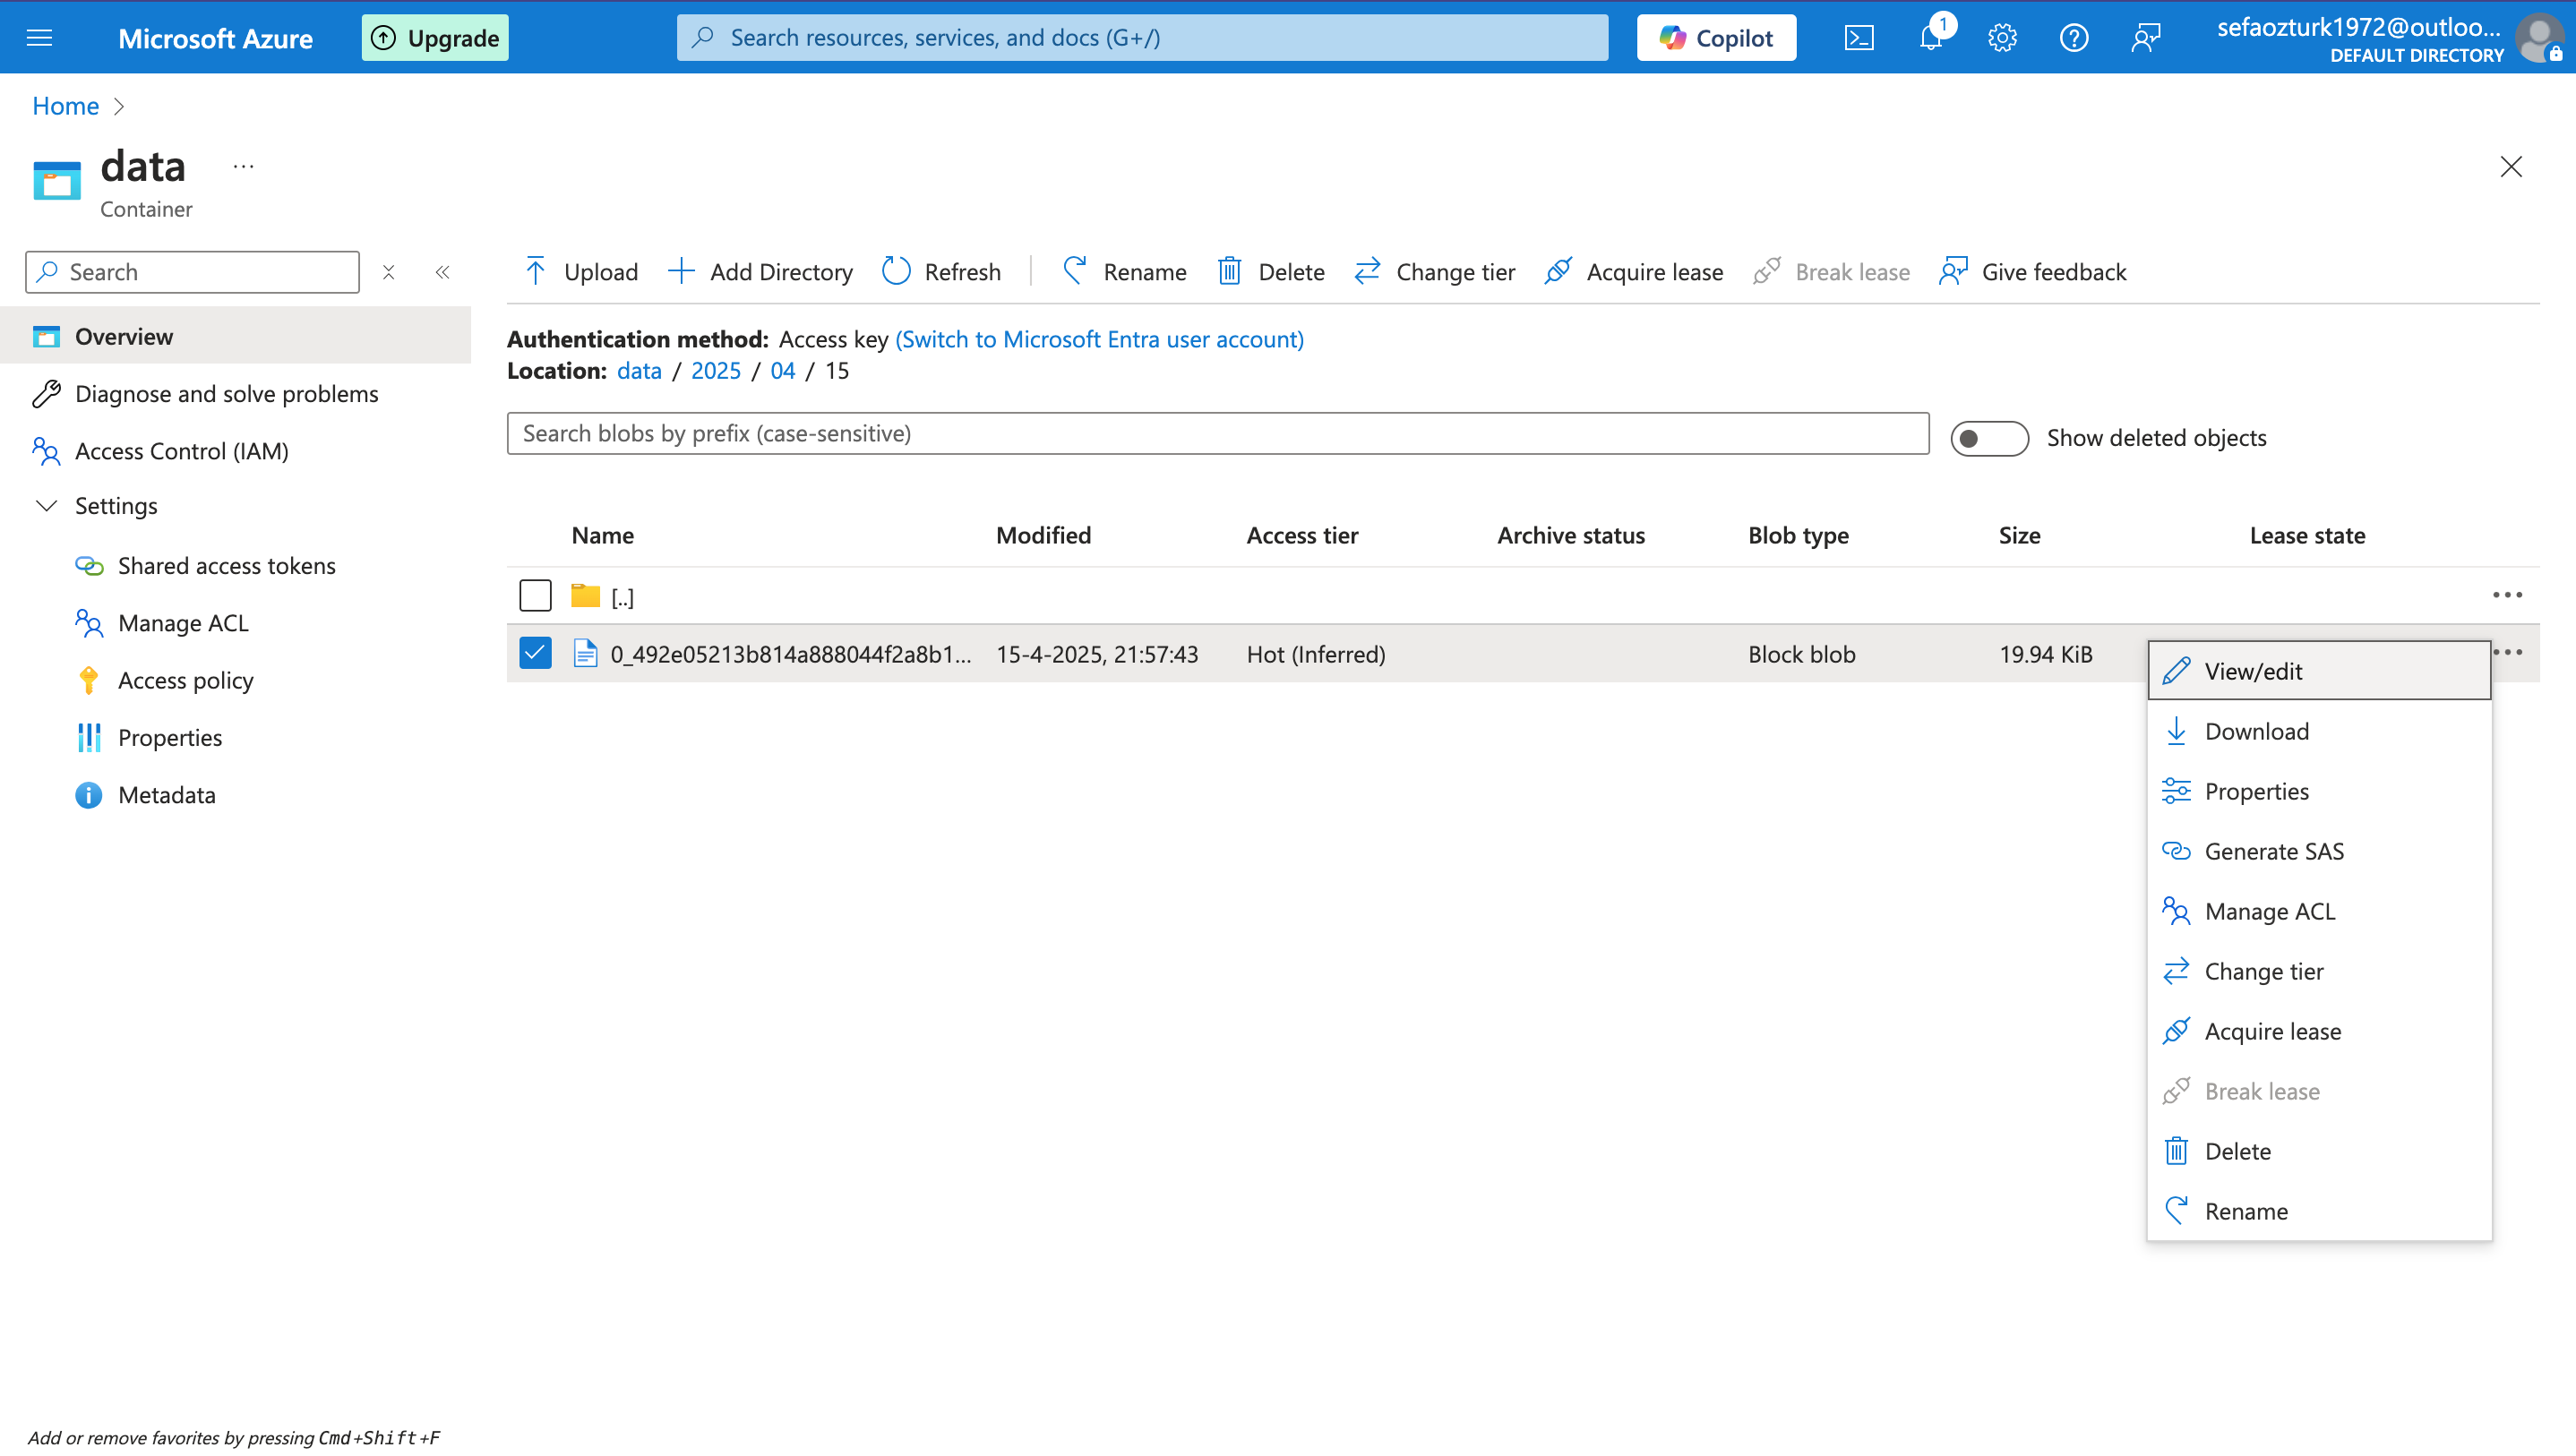 Microsoft Azure
Upgrade
Search resources, services, and docs (G+/)
Copilot
1
sefaozturk1972@outloo...
DEFAULT DIRECTORY
Home
data
...
Container
Search
Upload
Add Directory
Refresh
Rename
Delete
Change tier
Acquire lease
Break lease
Give feedback
Overview
Diagnose and solve problems
Access Control (IAM)
Settings
Shared access tokens
Manage ACL
Access policy
Properties
Metadata
Authentication method: Access key (Switch to Microsoft Entra user account)
Location: data / 2025 / 04 / 15
Search blobs by prefix (case-sensitive)
Show deleted objects
Name Modified Access tier Archive status Blob type Size Lease state
[..]
0_492e05213b814a888044f2a8b1... 15-4-2025, 21:57:43 Hot (Inferred) Block blob 19.94 KiB
View/edit
Download
Properties
Generate SAS
Manage ACL
Change tier
Acquire lease
Break lease
Delete
Rename
Add or remove favorites by pressing Cmd+Shift+F